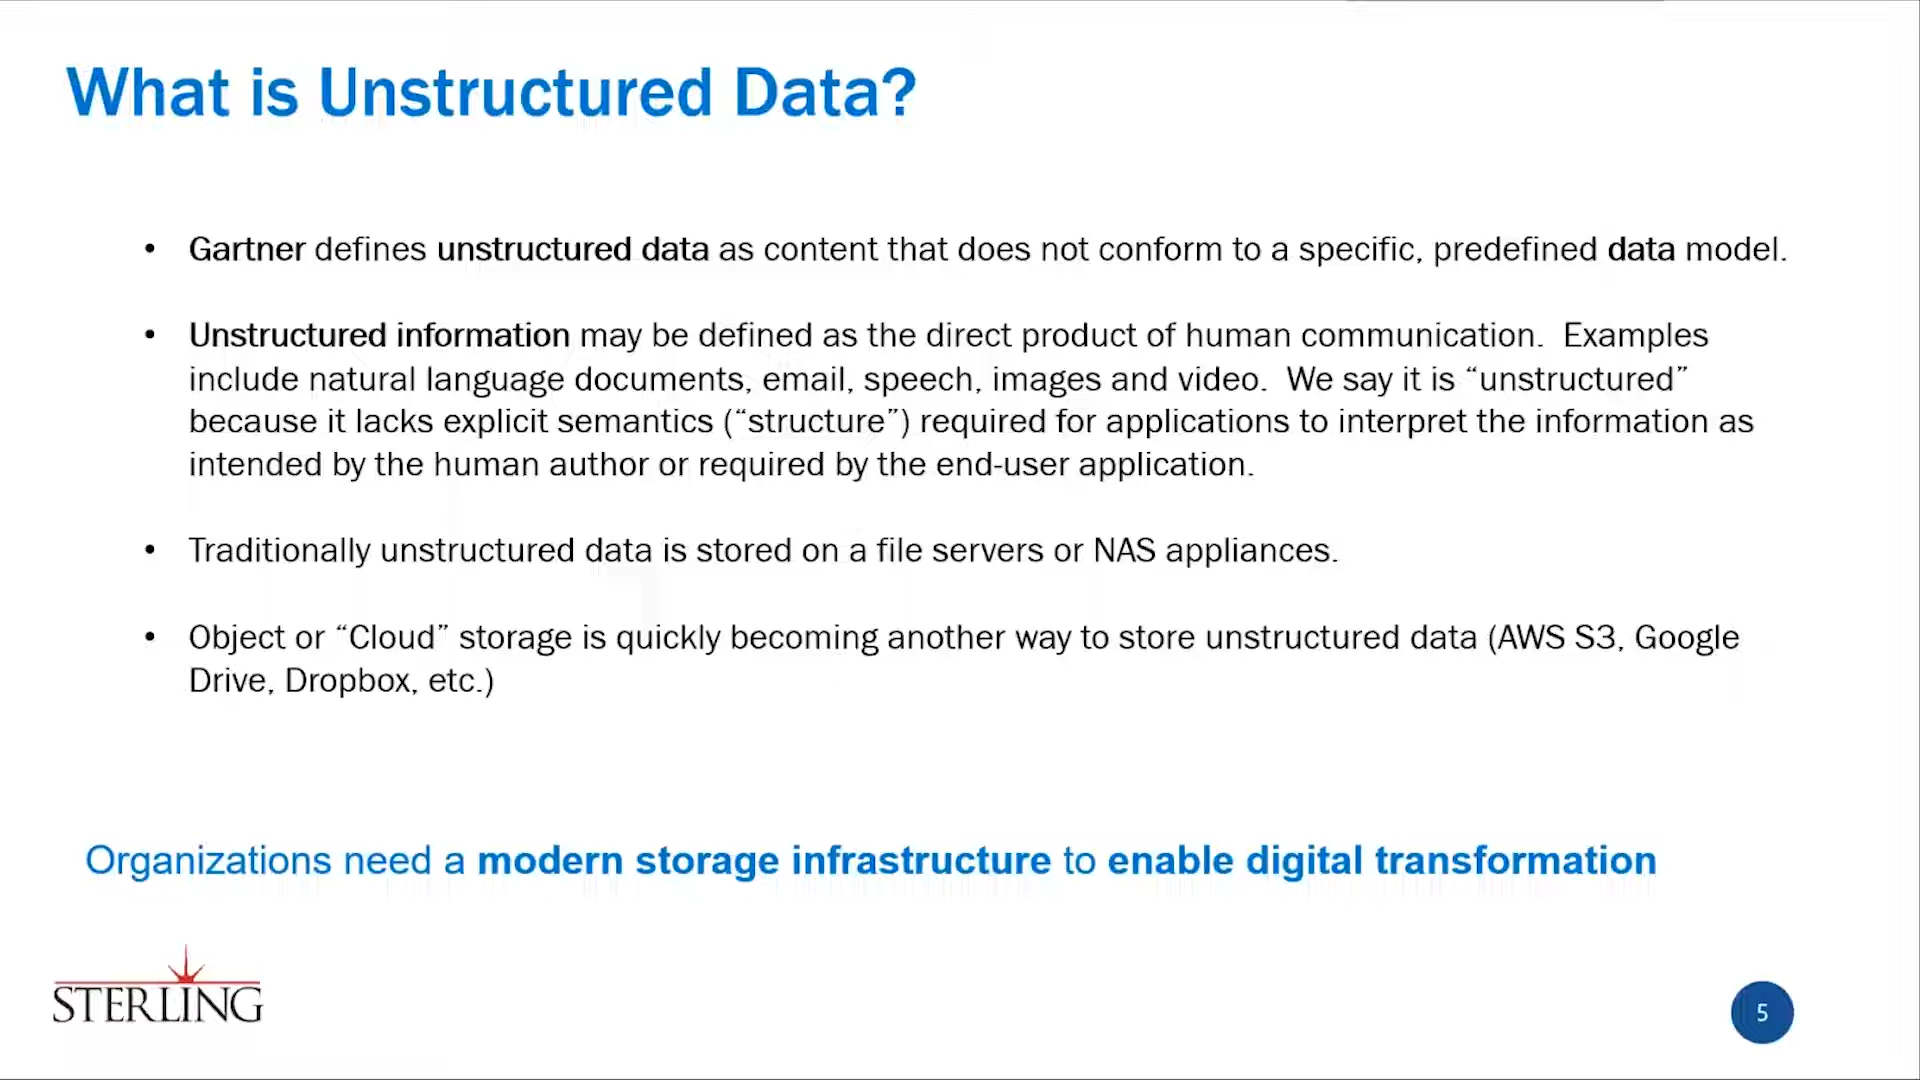 What is Unstructured Data?
• Gartner defines unstructured data as content that does not conform to a specific, predefined data model.
• Unstructured information may be defined as the direct product of human communication.  Examples
include natural language documents, email, speech, images and video.  We say it is “unstructured”
because it lacks explicit semantics (“structure”) required for applications to interpret the information as
intended by the human author or required by the end-user application.
• Traditionally unstructured data is stored on a file servers or NAS appliances.
• Object or “Cloud” storage is quickly becoming another way to store unstructured data (AWS S3, Google
Drive, Dropbox, etc.)
Organizations need a modern storage infrastructure to enable digital transformation
STERLING
5